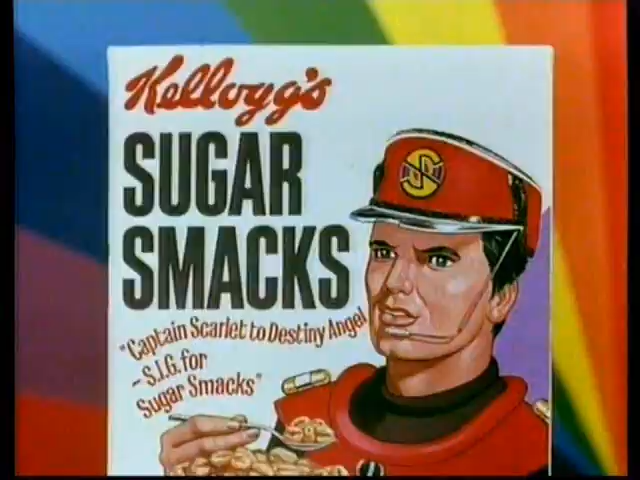 Kellogg's
SUGAR
SMACKS
"Captain Scarlet to Destiny Angel
- S.I.G. for
Sugar Smacks"
S